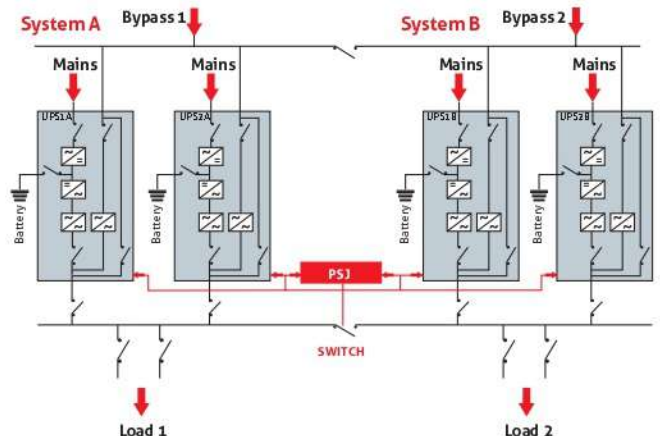 System A
Bypass 1
System B
Bypass 2
Mains
Mains
Mains
Mains
UPS1A
UPS2A
UPS1B
UPS2B
Battery
Battery
Battery
Battery
PSJ
SWITCH
Load 1
Load 2